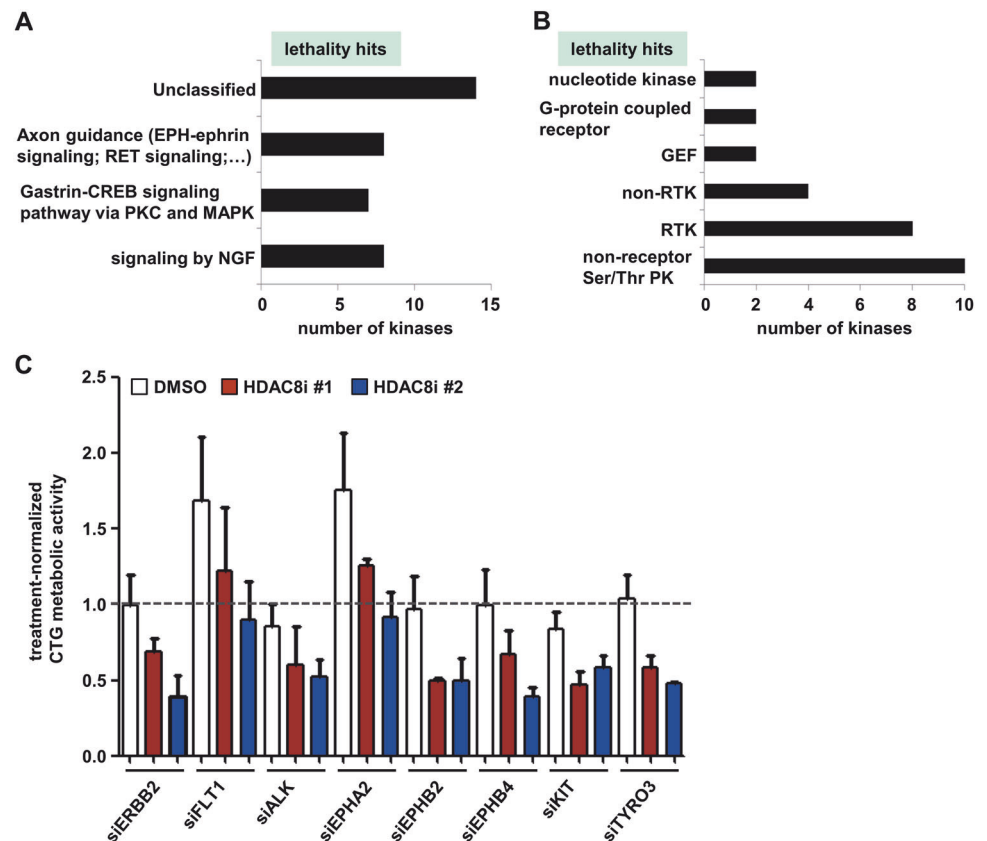 A
lethality hits
Unclassified
Axon guidance (EPH-ephrin
signaling; RET signaling;…)
Gastrin-CREB signaling
pathway via PKC and MAPK
signaling by NGF
0 5 10 15
number of kinases
B
lethality hits
nucleotide kinase
G-protein coupled
receptor
GEF
non-RTK
RTK
non-receptor
Ser/Thr PK
0 2 4 6 8 10
number of kinases
C
DMSO HDAC8i #1 HDAC8i #2
treatment-normalized
CTG metabolic activity
2.5
2.0
1.5
1.0
0.5
0.0
siERBB2
siFLT1
siALK
siEPHA2
siEPHB2
siEPHB4
siKIT
siTYRO3